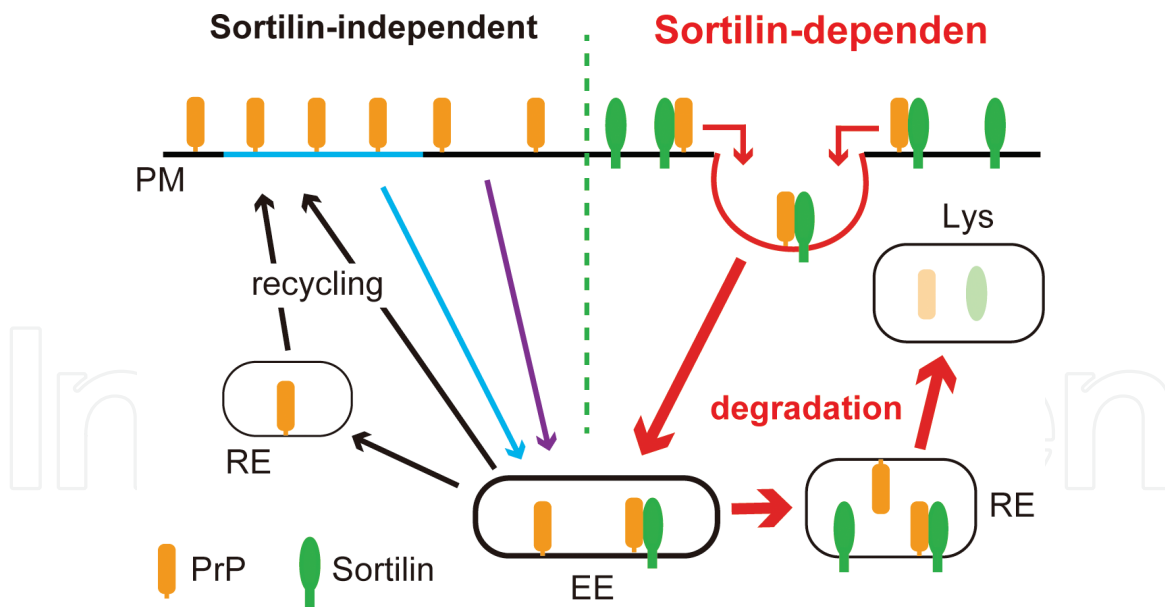 Sortilin-independent
Sortilin-dependen
PM
Lys
recycling
degradation
RE
RE
EE
PrP
Sortilin